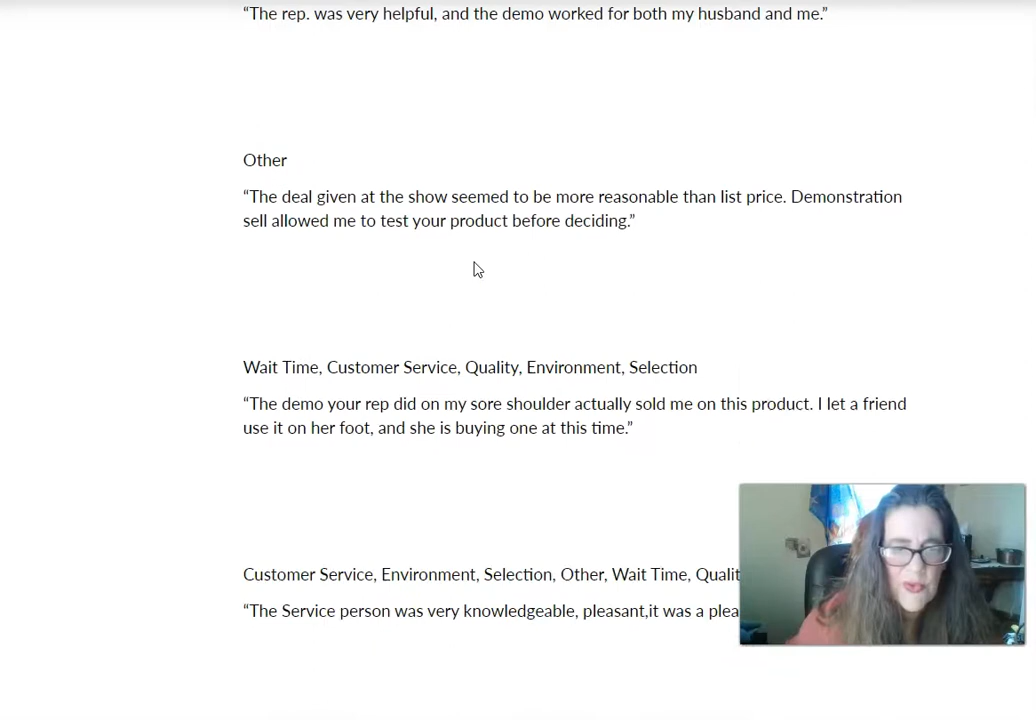 “The rep. was very helpful, and the demo worked for both my husband and me.”
Other
“The deal given at the show seemed to be more reasonable than list price. Demonstration
sell allowed me to test your product before deciding.”
Wait Time, Customer Service, Quality, Environment, Selection
“The demo your rep did on my sore shoulder actually sold me on this product. I let a friend
use it on her foot, and she is buying one at this time.”
Customer Service, Environment, Selection, Other, Wait Time, Qualit
“The Service person was very knowledgeable, pleasant,it was a plea